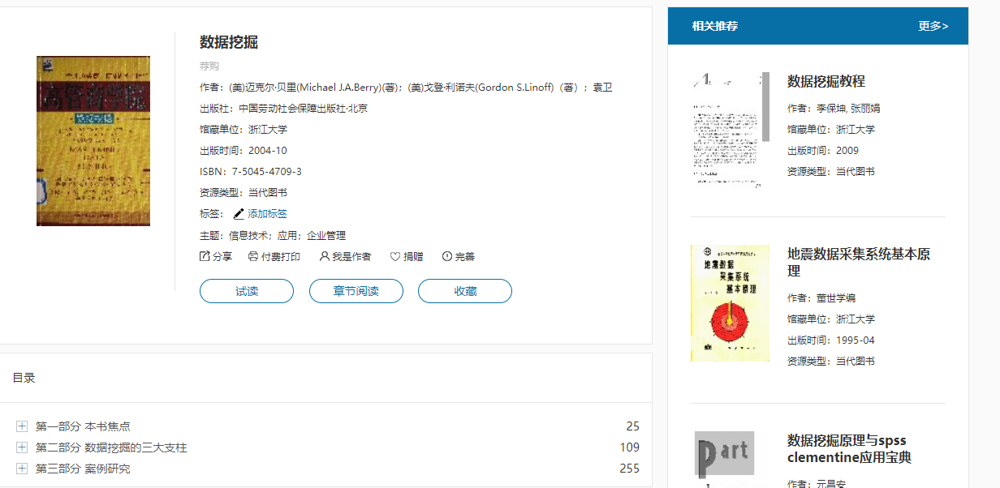 数据挖掘
荐购
作者：(美)迈克尔·贝里(Michael J.A.Berry)(著)；(美)戈登·利诺夫(Gordon S.Linoff)（著）；袁卫
出版社：中国劳动社会保障出版社·北京
馆藏单位：浙江大学
出版时间：2004-10
ISBN：7-5045-4709-3
资源类型：当代图书
标签： 添加标签
主题：信息技术；应用；企业管理
分享 付费打印 我是作者 捐赠 完善
试读 章节阅读 收藏
高管商学院
目录
第一部分 本书焦点 25
第二部分 数据挖掘的三大支柱 109
第三部分 案例研究 255
相关推荐 更多>
数据挖掘教程
作者：李保坤, 张丽娟
馆藏单位：浙江大学
出版时间：2009
资源类型：当代图书
地震数据
采集系统
基本原理
地震数据采集系统基本原
理
作者：董世学编
馆藏单位：浙江大学
出版时间：1995-04
资源类型：当代图书
part
数据挖掘原理与spss
clementine应用宝典
作者：元昌安